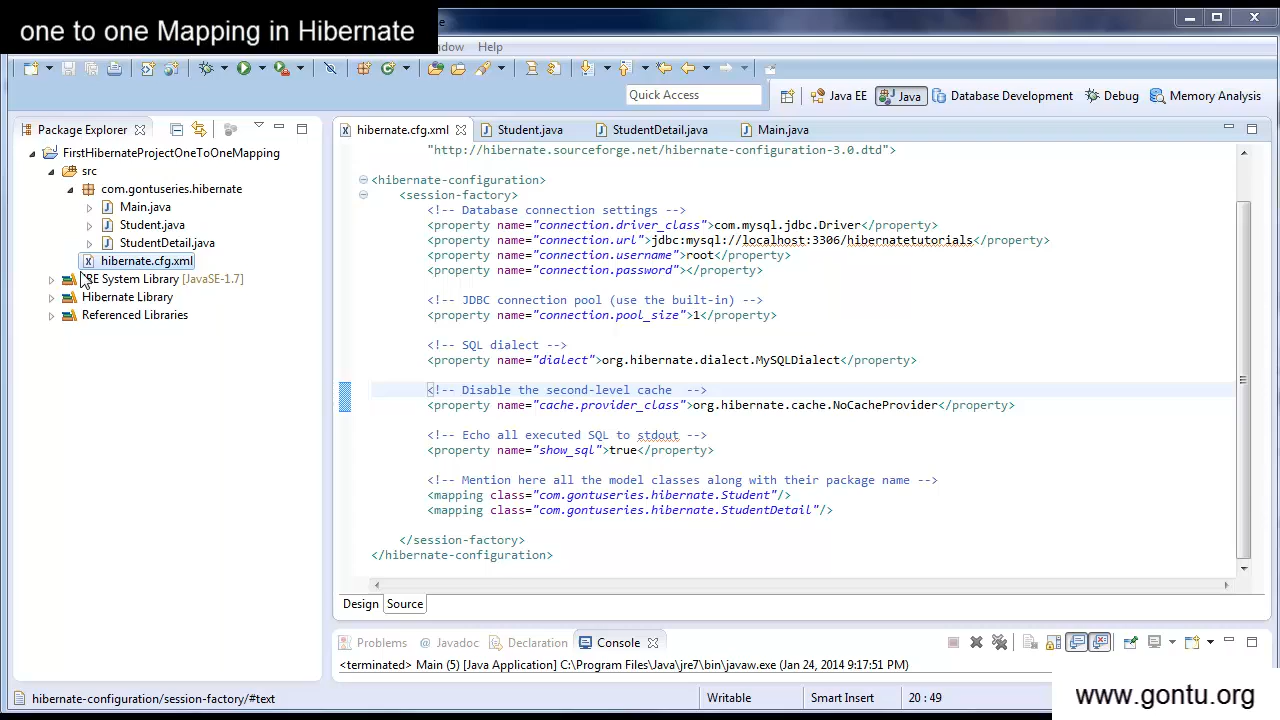 one to one Mapping in Hibernate
e
ndow Help
Quick Access
Java EE
Java
Database Development
Debug
Memory Analysis
Package Explorer
FirstHibernateProjectOneToOneMapping
src
com.gontuseries.hibernate
Main.java
Student.java
StudentDetail.java
hibernate.cfg.xml
RE System Library [JavaSE-1.7]
Hibernate Library
Referenced Libraries
hibernate.cfg.xml
Student.java
StudentDetail.java
Main.java
"http://hibernate.sourceforge.net/hibernate-configuration-3.0.dtd">
<hibernate-configuration>
<session-factory>
<!-- Database connection settings -->
<property name="connection.driver_class">com.mysql.jdbc.Driver</property>
<property name="connection.url">jdbc:mysql://localhost:3306/hibernatetutorials</property>
<property name="connection.username">root</property>
<property name="connection.password"></property>
<!-- JDBC connection pool (use the built-in) -->
<property name="connection.pool_size">1</property>
<!-- SQL dialect -->
<property name="dialect">org.hibernate.dialect.MySQLDialect</property>
<!-- Disable the second-level cache -->
<property name="cache.provider_class">org.hibernate.cache.NoCacheProvider</property>
<!-- Echo all executed SQL to stdout -->
<property name="show_sql">true</property>
<!-- Mention here all the model classes along with their package name -->
<mapping class="com.gontuseries.hibernate.Student"/>
<mapping class="com.gontuseries.hibernate.StudentDetail"/>
</session-factory>
</hibernate-configuration>
Design Source
Problems @ Javadoc Declaration Console
<terminated> Main (5) [Java Application] C:\Program Files\Java\jre7\bin\javaw.exe (Jan 24, 2014 9:17:51 PM)
hibernate-configuration/session-factory/#text
Writable
Smart Insert
20 : 49
www.gontu.org